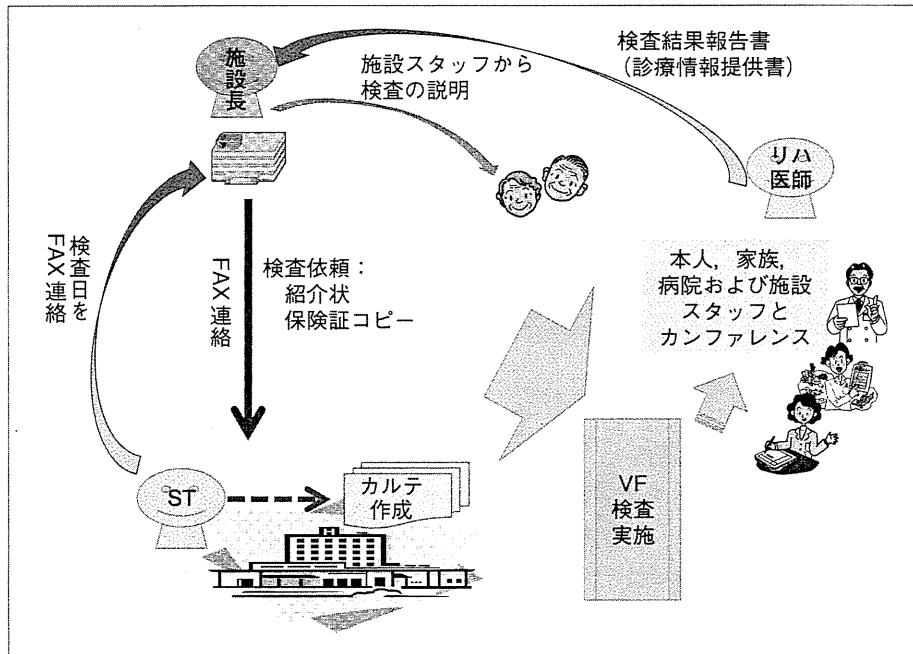 検査結果報告書
（診療情報提供書）
施設長
施設スタッフから
検査の説明
リハ
医師
検査日を
FAX連絡
FAX連絡
検査依頼：
紹介状
保険証コピー
本人，家族，
病院および施設
スタッフと
カンファレンス
ST
カルテ
作成
VF
検査
実施